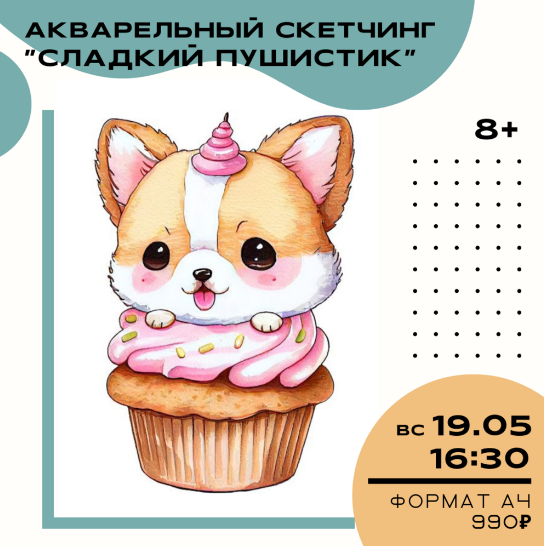 АКВАРЕЛЬНЫЙ СКЕТЧИНГ
"СЛАДКИЙ ПУШИСТИК"
8+
ВС 19.05
16:30
ФОРМАТ А4
990₽